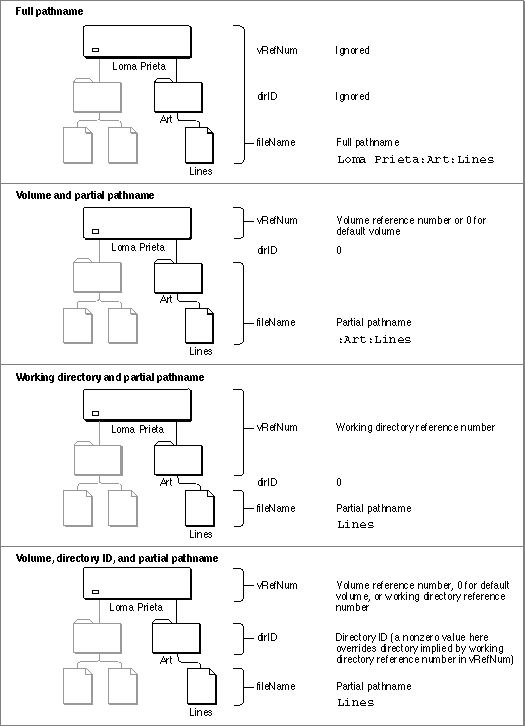 Full pathname
vRefNum Ignored
Loma Prieta
dirID Ignored
Art
fileName Full pathname
Loma Prieta:Art:Lines
Lines
Volume and partial pathname
vRefNum Volume reference number or 0 for
default volume
Loma Prieta
dirID 0
Art
fileName Partial pathname
:Art:Lines
Lines
Working directory and partial pathname
vRefNum Working directory reference number
Loma Prieta
dirID 0
Art
fileName Partial pathname
Lines
Lines
Volume, directory ID, and partial pathname
vRefNum Volume reference number, 0 for default
volume, or working directory reference
number
Loma Prieta
dirID Directory ID (a nonzero value here
overrides directory implied by working
directory reference number in vRefNum)
Art
fileName Partial pathname
Lines
Lines